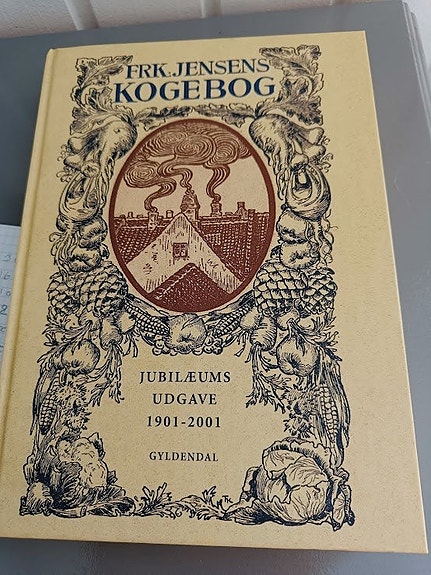 FRK. JENSENS
KOGEBOG
JUBILÆUMS
UDGAVE
1901-2001
GYLDENDAL